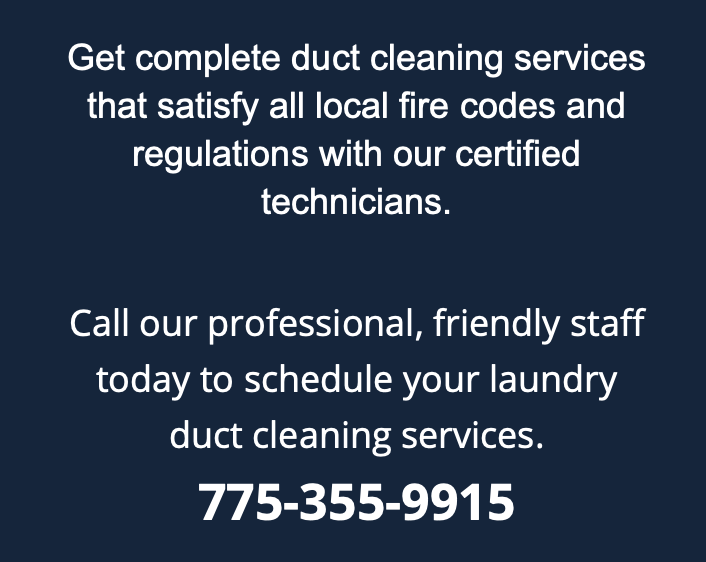 Get complete duct cleaning services
that satisfy all local fire codes and
regulations with our certified
technicians.
Call our professional, friendly staff
today to schedule your laundry
duct cleaning services.
775-355-9915